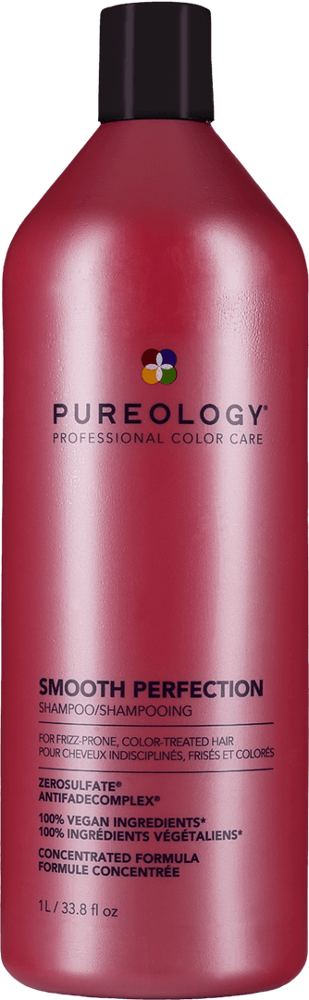 PUREOLOGY®
PROFESSIONAL COLOR CARE
SMOOTH PERFECTION
SHAMPOO/SHAMPOOING
FOR FRIZZ-PRONE, COLOR-TREATED HAIR
POUR CHEVEUX INDISCIPLINÉS, FRISÉS ET COLORÉS
ZEROSULFATE®
ANTIFADECOMPLEX®
100% VEGAN INGREDIENTS*
100% INGRÉDIENTS VÉGÉTALIENS*
CONCENTRATED FORMULA
FORMULE CONCENTRÉE
1 L / 33.8 fl oz